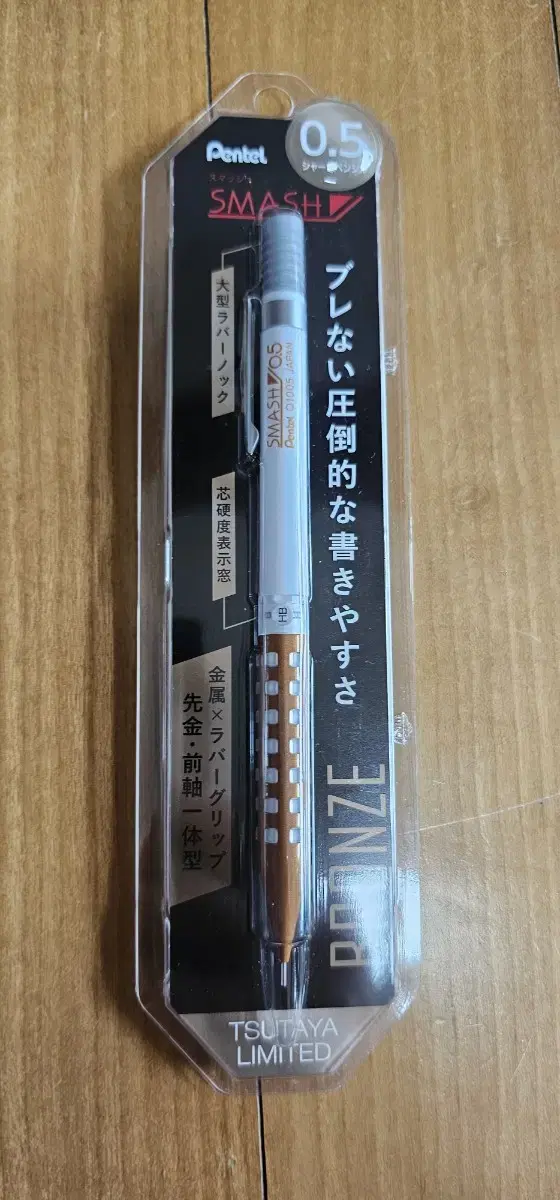 Pentel
0.5
シャープペンシル
スマッシュ
SMASH
大型ラバーノック
ブレない圧倒的な書きやすさ
SMASH 0.5
Pentel Q1005 JAPAN
芯硬度表示窓
B HB H
金属×ラバーグリップ
先金・前軸一体型
BRONZE
TSUTAYA
LIMITED